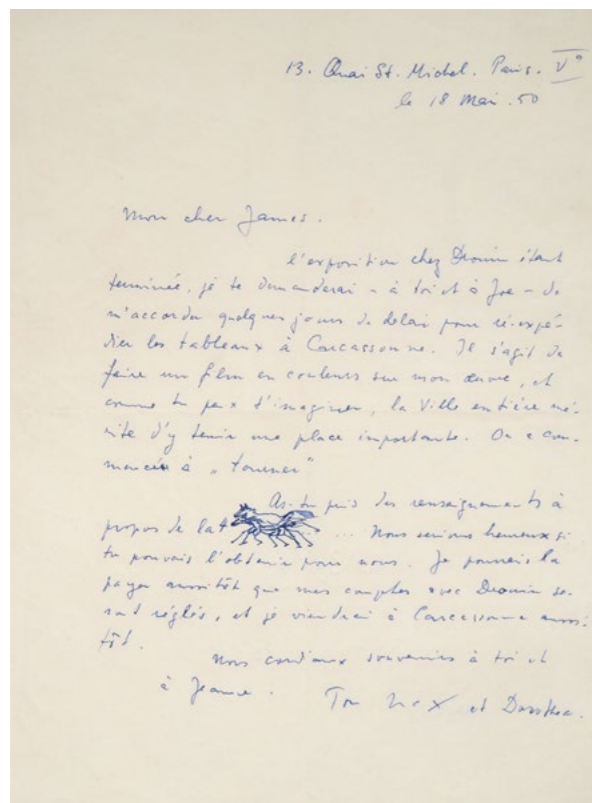 13. Quai St. Michel. Paris. Vº
le 18 Mai. 50
Mon cher James.
l'exposition chez Drouin étant
terminée, je te demanderai – à toi et à Joe – de
m'accorder quelques jours de délai pour ré-expé-
dier les tableaux à Carcassonne. Il s'agit de
faire un film en couleurs sur mon œuvre, et
comme tu peux t'imaginer, la Ville entière mé-
rite d'y tenir une place importante. On a com-
mencé à „tourner"
As-tu pris des renseignements à
propos de la t ... Nous serions heureux si
tu pouvais l'obtenir pour nous. Je pourrais la
payer aussitôt que mes comptes avec Drouin se-
ront réglés, et je viendrai à Carcassonne aussi-
tôt.
Nos cordiaux souvenirs à toi et
à Jeanne. Ton Max et Dorothea.